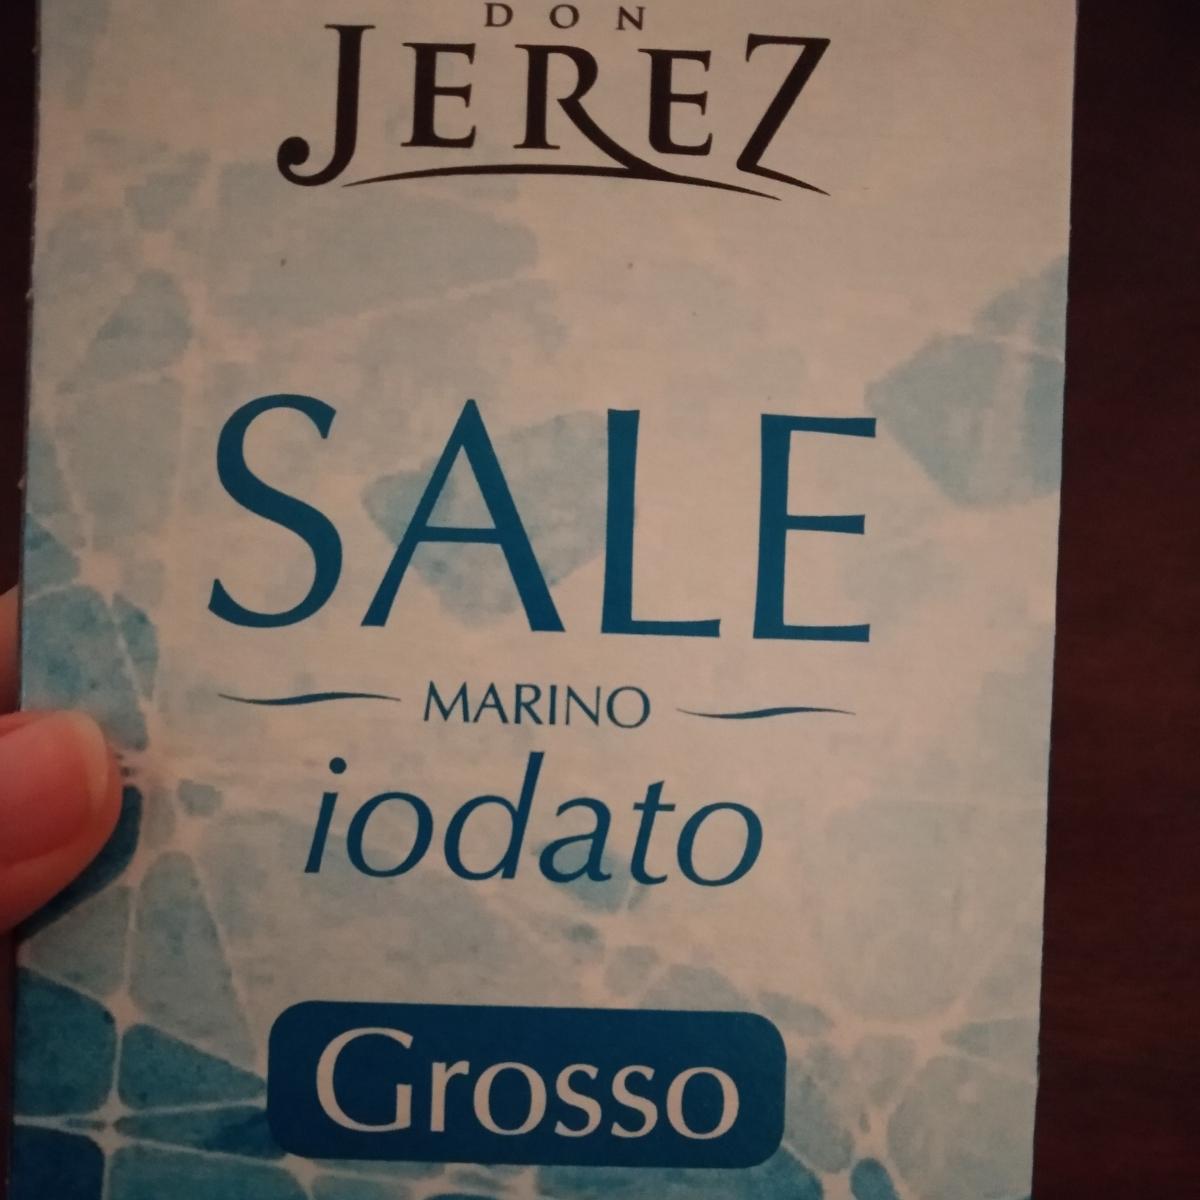 DON
JEREZ
SALE
MARINO
iodato
Grosso